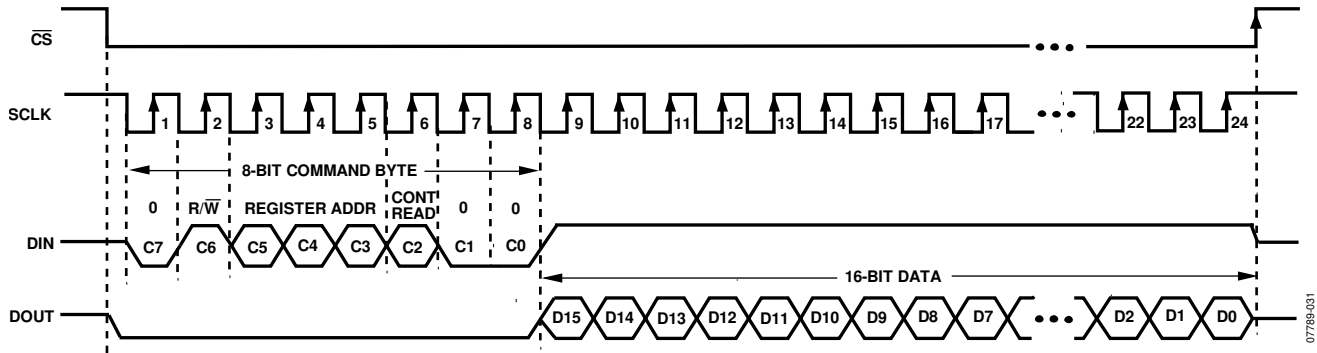 CS
SCLK
1 2 3 4 5 6 7 8 9 10 11 12 13 14 15 16 17 22 23 24
8-BIT COMMAND BYTE
0 R/W REGISTER ADDR CONT READ 0 0
DIN C7 C6 C5 C4 C3 C2 C1 C0
16-BIT DATA
DOUT D15 D14 D13 D12 D11 D10 D9 D8 D7 D2 D1 D0
07789-031